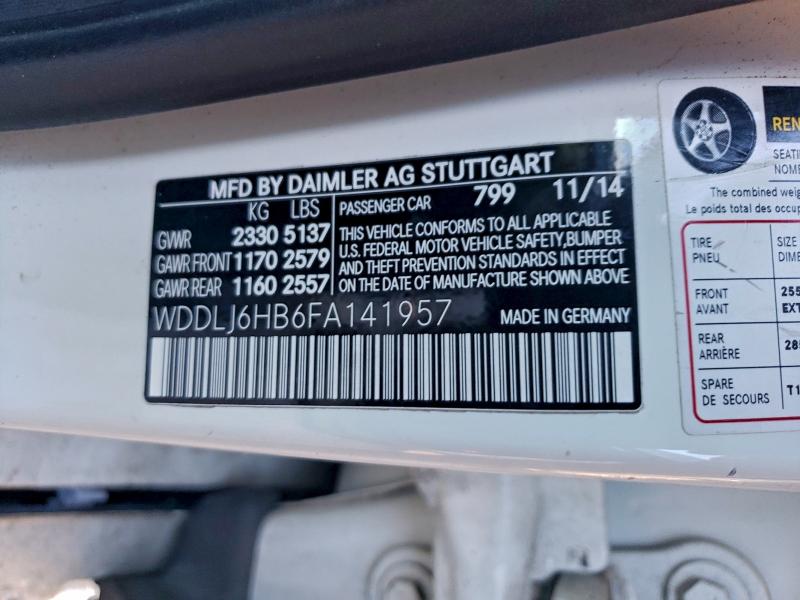 MFD BY DAIMLER AG STUTTGART
KG LBS
GVWR 2330 5137
GAWR FRONT 1170 2579
GAWR REAR 1160 2557
PASSENGER CAR 799 11/14
THIS VEHICLE CONFORMS TO ALL APPLICABLE
U.S. FEDERAL MOTOR VEHICLE SAFETY, BUMPER
AND THEFT PREVENTION STANDARDS IN EFFECT
ON THE DATE OF MANUFACTURE SHOWN ABOVE
WDDLJ6HB6FA141957 MADE IN GERMANY
The combined
Le poids total des
TIRE SIZE
PNEU
FRONT
AVANT
REAR
ARRIÈRE
SPARE
DE SECOURS